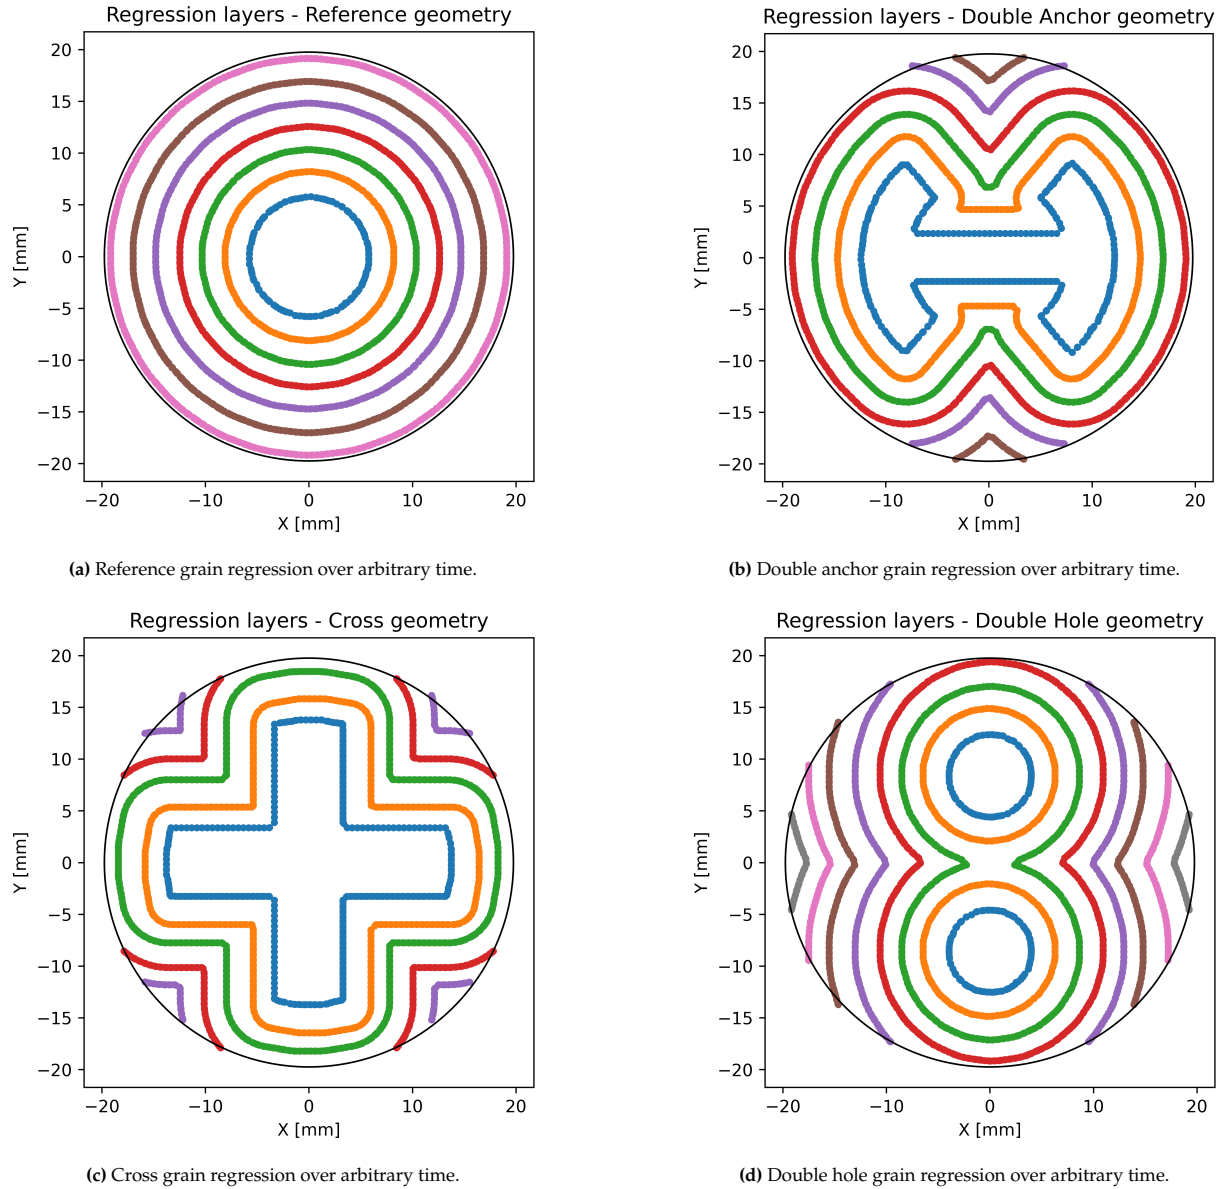 Regression layers - Reference geometry
20
15
10
5
0
−5
−10
−15
−20
Y [mm]
−20 −10 0 10 20
X [mm]
(a) Reference grain regression over arbitrary time.
Regression layers - Double Anchor geometry
20
15
10
5
0
−5
−10
−15
−20
Y [mm]
−20 −10 0 10 20
X [mm]
(b) Double anchor grain regression over arbitrary time.
Regression layers - Cross geometry
20
15
10
5
0
−5
−10
−15
−20
Y [mm]
−20 −10 0 10 20
X [mm]
(c) Cross grain regression over arbitrary time.
Regression layers - Double Hole geometry
20
15
10
5
0
−5
−10
−15
−20
Y [mm]
−20 −10 0 10 20
X [mm]
(d) Double hole grain regression over arbitrary time.